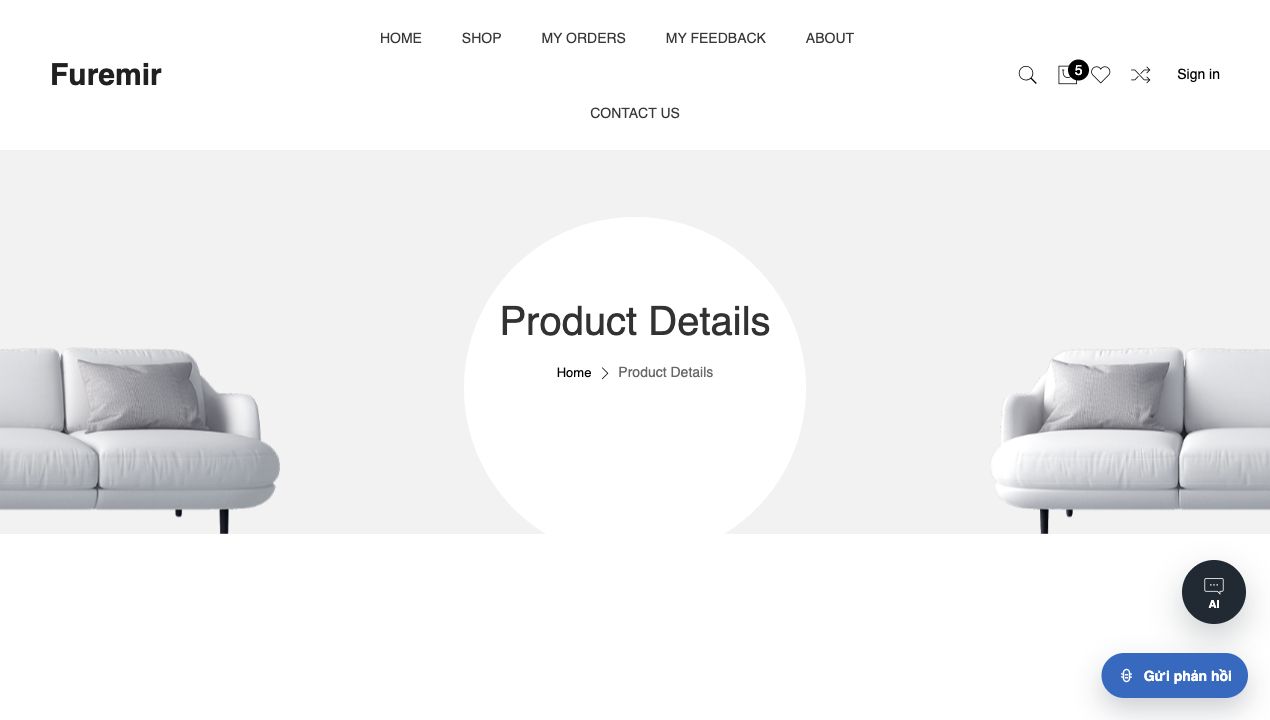 HOME SHOP MY ORDERS MY FEEDBACK ABOUT
Furemir
5
Sign in
CONTACT US
Product Details
Home Product Details
AI
Gửi phản hồi